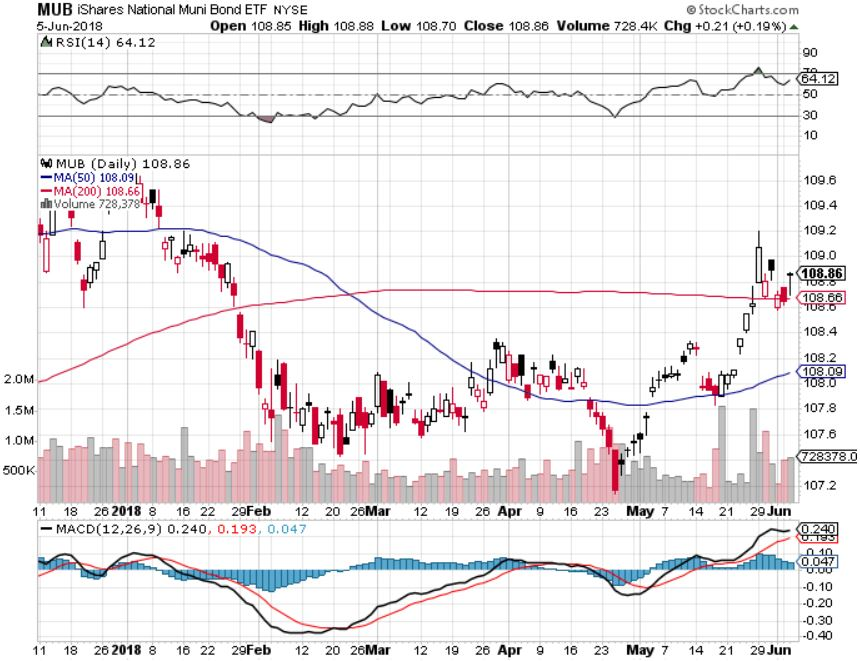 MUB iShares National Muni Bond ETF NYSE © StockCharts.com
5-Jun-2018 Open 108.85 High 108.88 Low 108.70 Close 108.86 Volume 728.4K Chg +0.21 (+0.19%)
RSI(14) 64.12
90
70
64.12
50
30
10
MUB (Daily) 108.86
MA(50) 108.09
MA(200) 108.66
Volume 728,378
109.6
109.4
109.2
109.0
108.86
108.8
108.66
108.6
108.4
108.2
108.09
108.0
107.8
107.6
728378.0
107.2
2.0M
1.5M
1.0M
500K
11 18 26 2018 8 16 22 29 Feb 12 20 26 Mar 12 19 26 Apr 9 16 23 May 7 14 21 29 Jun
MACD(12,26,9) 0.240, 0.193, 0.047
0.240
0.193
0.10
0.047
0.00
-0.10
-0.20
-0.30
-0.40
11 18 26 2018 8 16 22 29 Feb 12 20 26 Mar 12 19 26 Apr 9 16 23 May 7 14 21 29 Jun